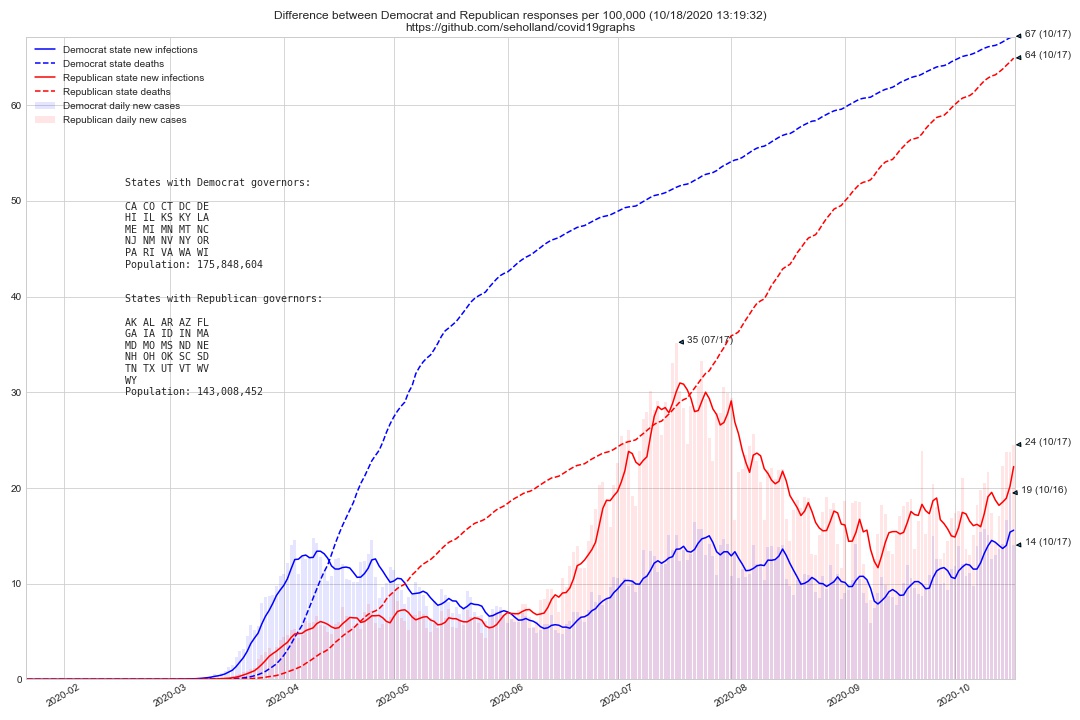 Difference between Democrat and Republican responses per 100,000 (10/18/2020 13:19:32)
https://github.com/seholland/covid19graphs
Democrat state new infections
Democrat state deaths
Republican state new infections
Republican state deaths
Democrat daily new cases
Republican daily new cases
67 (10/17)
64 (10/17)
60
States with Democrat governors:
CA CO CT DC DE
HI IL KS KY LA
ME MI MN MT NC
NJ NM NV NY OR
PA RI VA WA WI
Population: 175,848,604
50
States with Republican governors:
AK AL AR AZ FL
GA IA ID IN MA
MD MO MS ND NE
NH OH OK SC SD
TN TX UT VT WV
WY
Population: 143,008,452
40
35 (07/17)
30
24 (10/17)
20
19 (10/16)
14 (10/17)
10
0
2020-02
2020-03
2020-04
2020-05
2020-06
2020-07
2020-08
2020-09
2020-10